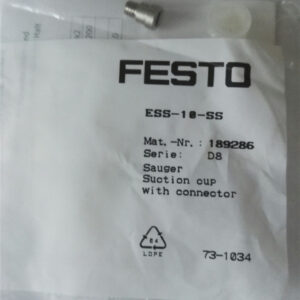 FESTO
ESS-10-SS
Mat.-Nr.: 189286
Serie: D8
Sauger
Suction cup
with connector
04
LDPE
73-1034